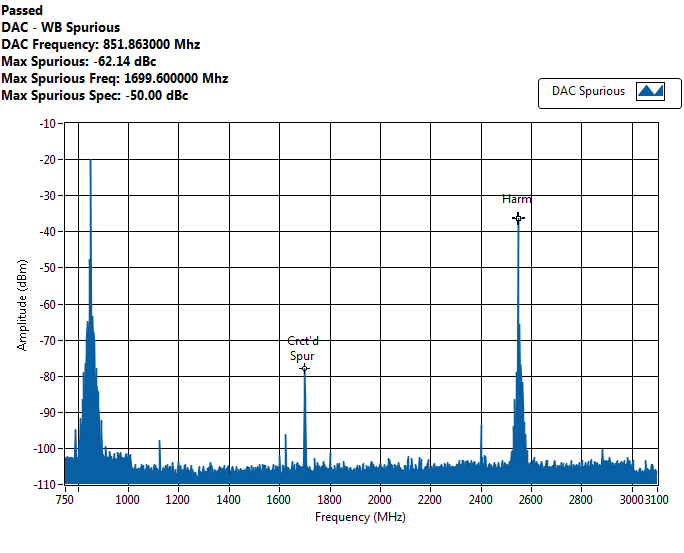 Passed
DAC - WB Spurious
DAC Frequency: 851.863000 Mhz
Max Spurious: -62.14 dBc
Max Spurious Freq: 1699.600000 Mhz
Max Spurious Spec: -50.00 dBc
DAC Spurious
-10
-20
-30
-40
-50
-60
-70
-80
-90
-100
-110
Amplitude (dBm)
Harm
Crct'd
Spur
750 1000 1200 1400 1600 1800 2000 2200 2400 2600 2800 3000 3100
Frequency (MHz)